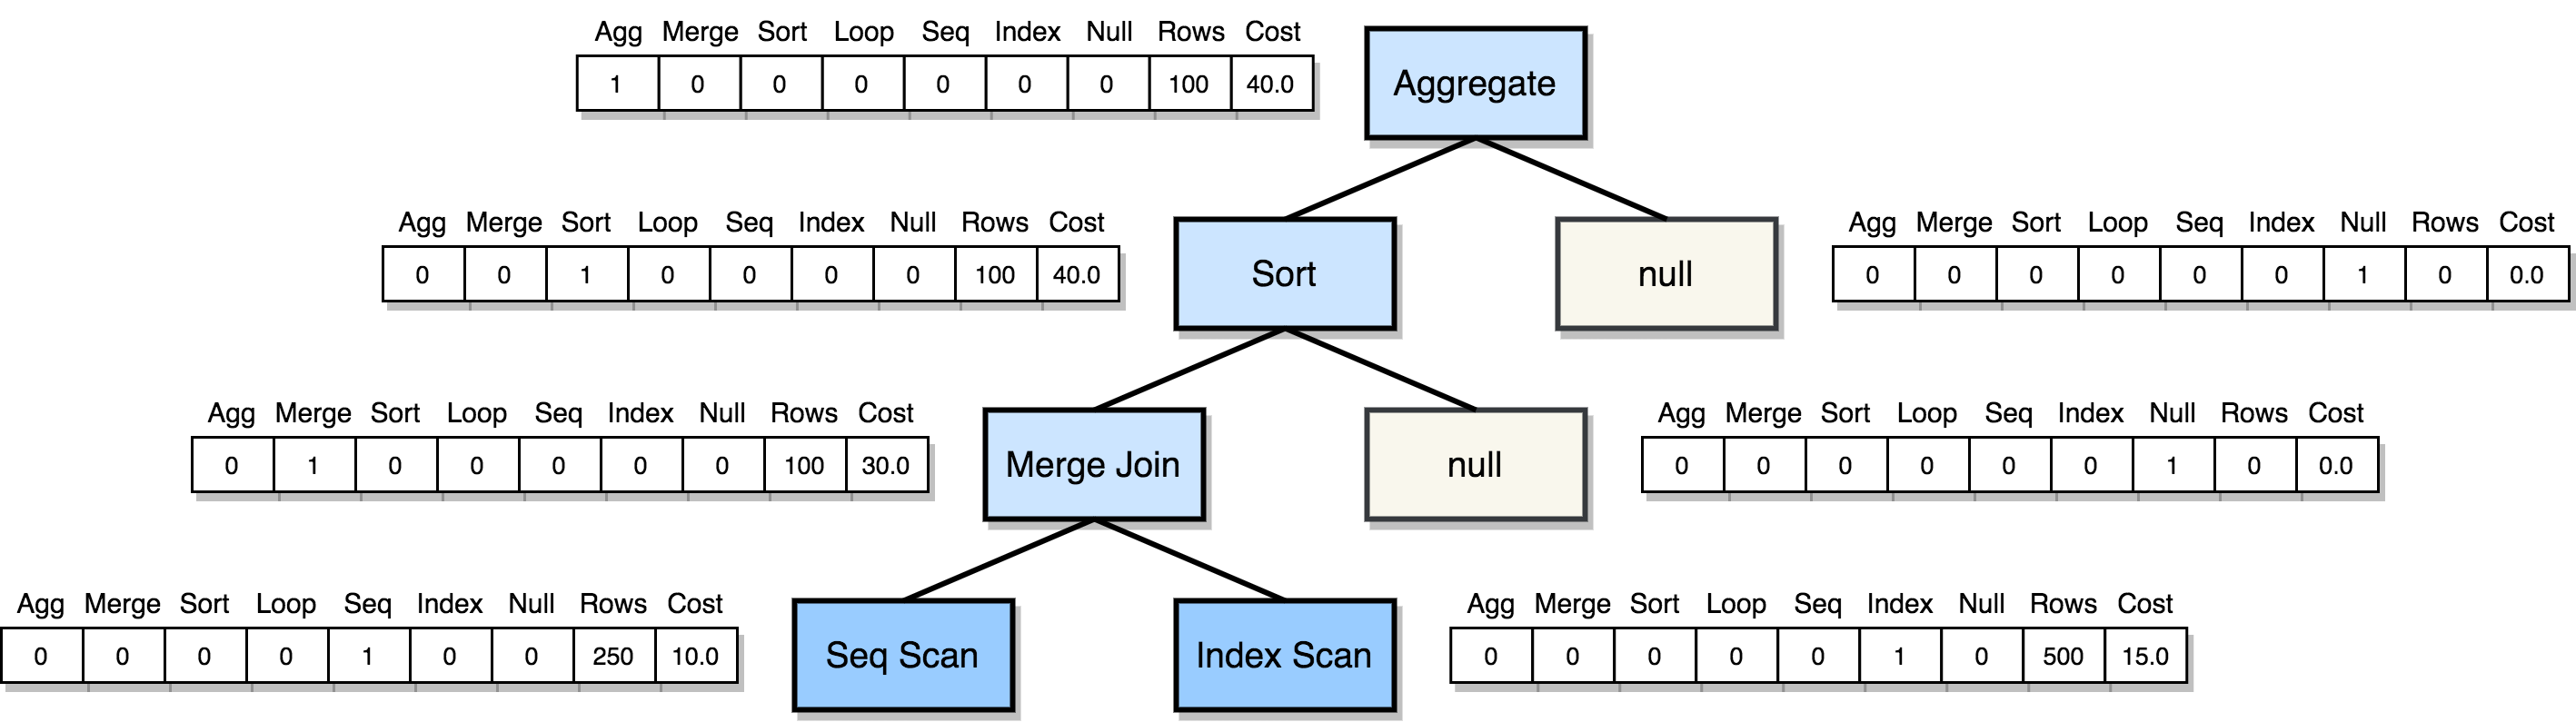 Agg Merge Sort Loop Seq Index Null Rows Cost
1 0 0 0 0 0 0 100 40.0
Aggregate
Agg Merge Sort Loop Seq Index Null Rows Cost
0 0 1 0 0 0 0 100 40.0
Sort
null
Agg Merge Sort Loop Seq Index Null Rows Cost
0 0 0 0 0 0 1 0 0.0
Agg Merge Sort Loop Seq Index Null Rows Cost
0 1 0 0 0 0 0 100 30.0
Merge Join
null
Agg Merge Sort Loop Seq Index Null Rows Cost
0 0 0 0 0 0 1 0 0.0
Agg Merge Sort Loop Seq Index Null Rows Cost
0 0 0 0 1 0 0 250 10.0
Seq Scan
Index Scan
Agg Merge Sort Loop Seq Index Null Rows Cost
0 0 0 0 0 1 0 500 15.0